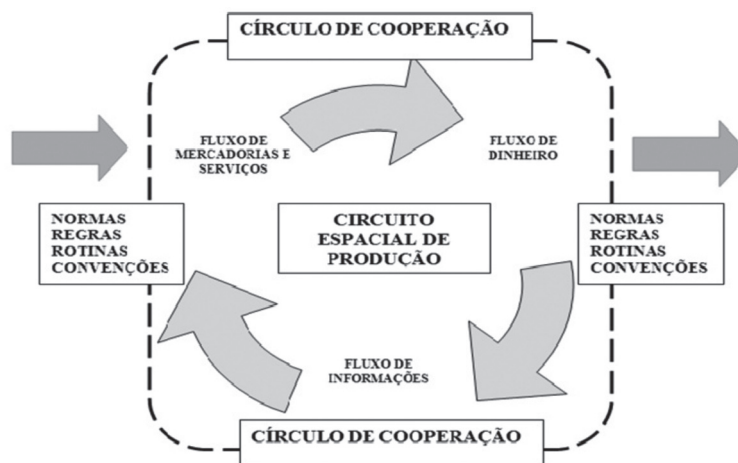 CÍRCULO DE COOPERAÇÃO
FLUXO DE
MERCADORIAS E
SERVIÇOS
FLUXO DE
DINHEIRO
NORMAS
REGRAS
ROTINAS
CONVENÇÕES
CIRCUITO
ESPACIAL DE
PRODUÇÃO
NORMAS
REGRAS
ROTINAS
CONVENÇÕES
FLUXO DE
INFORMAÇÕES
CÍRCULO DE COOPERAÇÃO